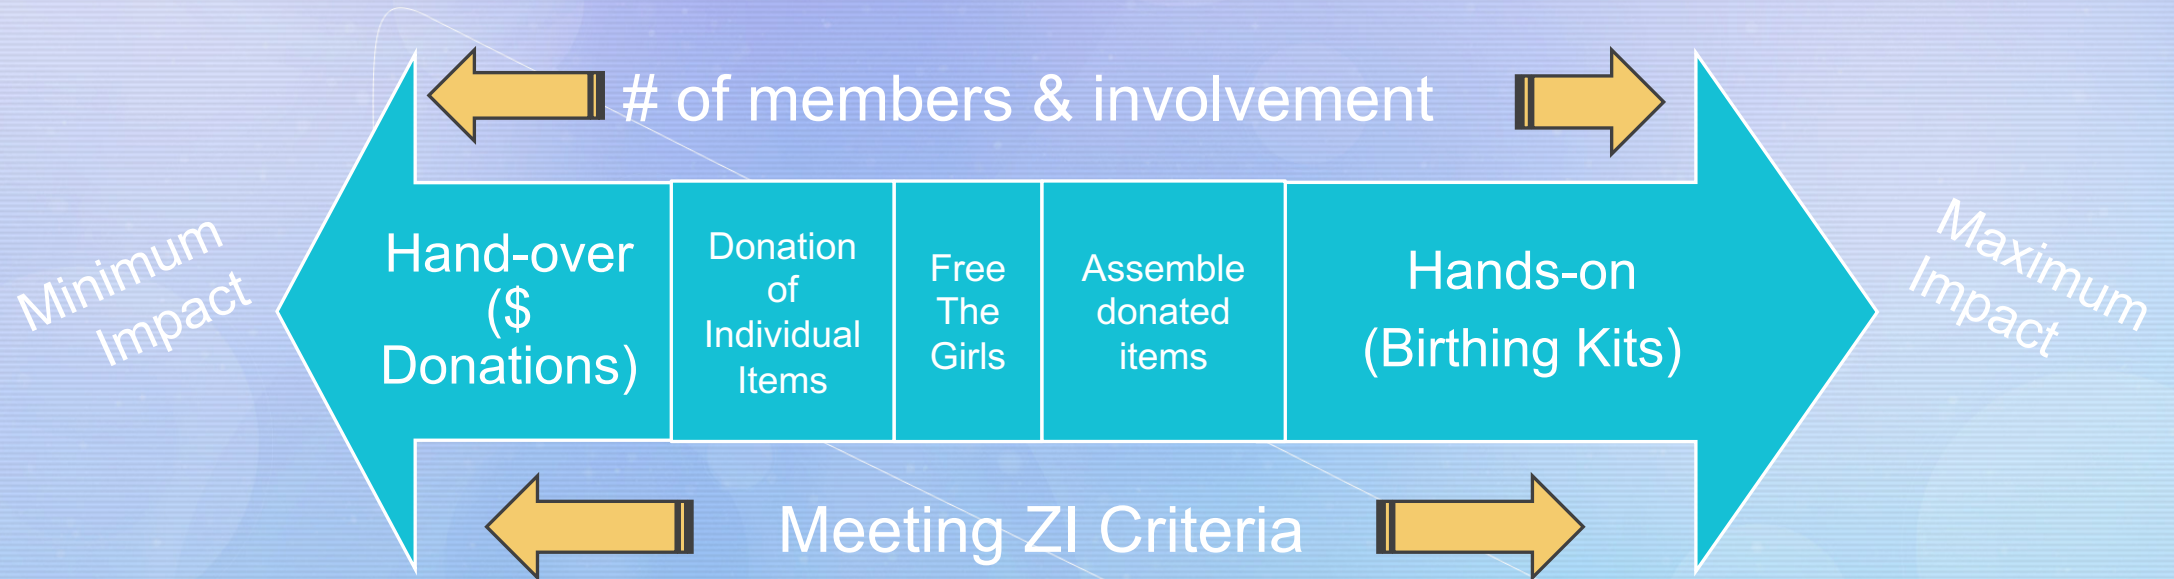 # of members & involvement
Minimum
Impact
Hand-over
($
Donations)
Donation
of
Individual
Items
Free
The
Girls
Assemble
donated
items
Hands-on
(Birthing Kits)
Maximum
Impact
Meeting ZI Criteria